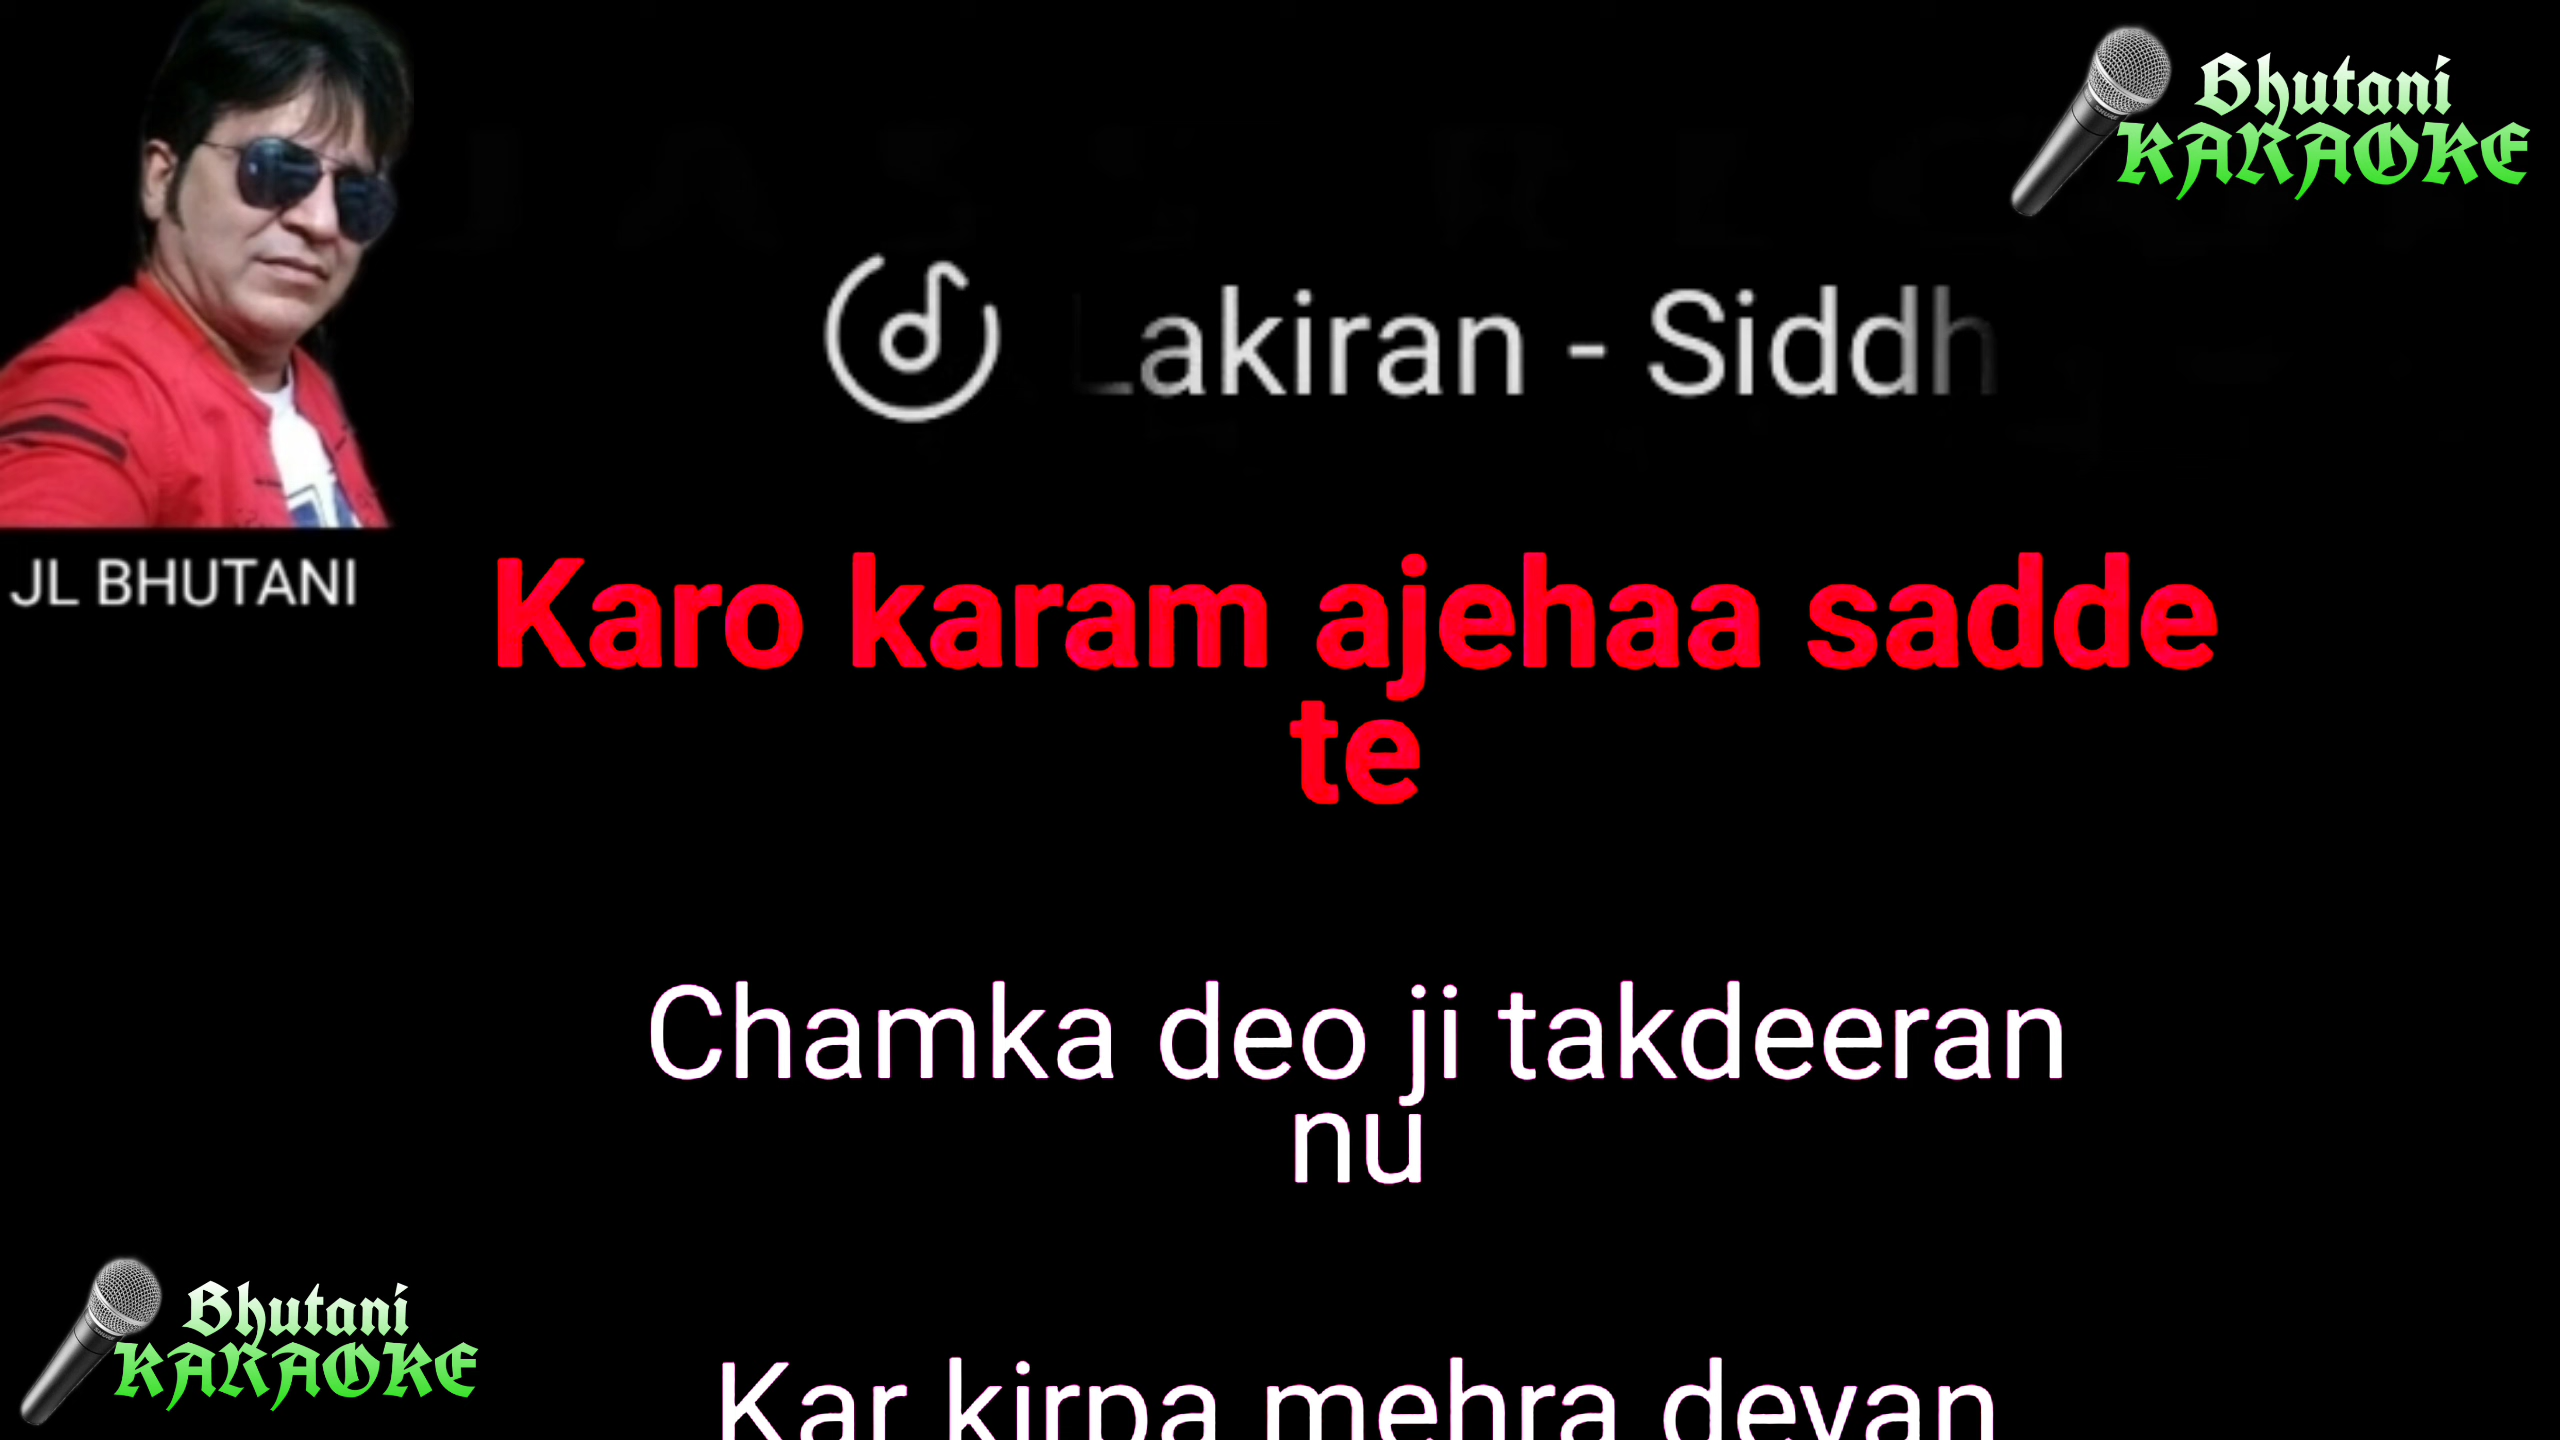 Bhutani
KARAOKE
Lakiran - Siddh
JL BHUTANI
Karo karam ajehaa sadde
te
Chamka deo ji takdeeran
nu
Bhutani
KARAOKE
Kar kirpa mehra devan